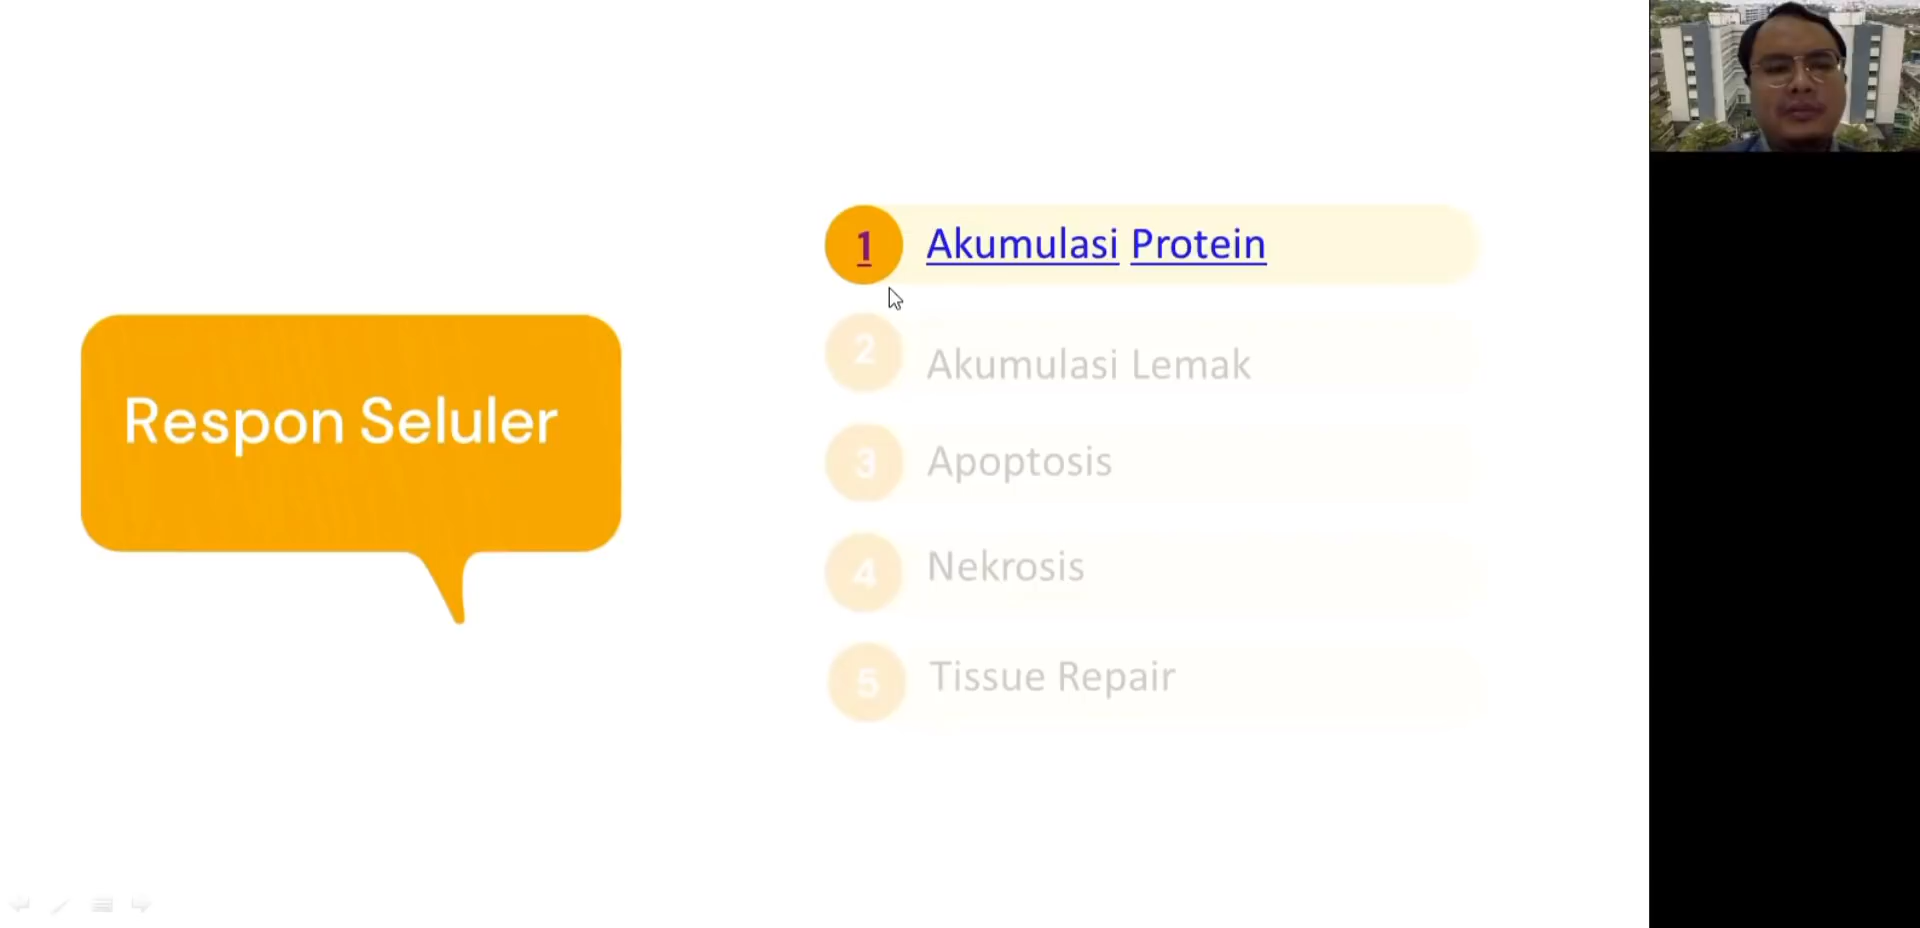 Respon Seluler
1 Akumulasi Protein
2 Akumulasi Lemak
3 Apoptosis
4 Nekrosis
5 Tissue Repair